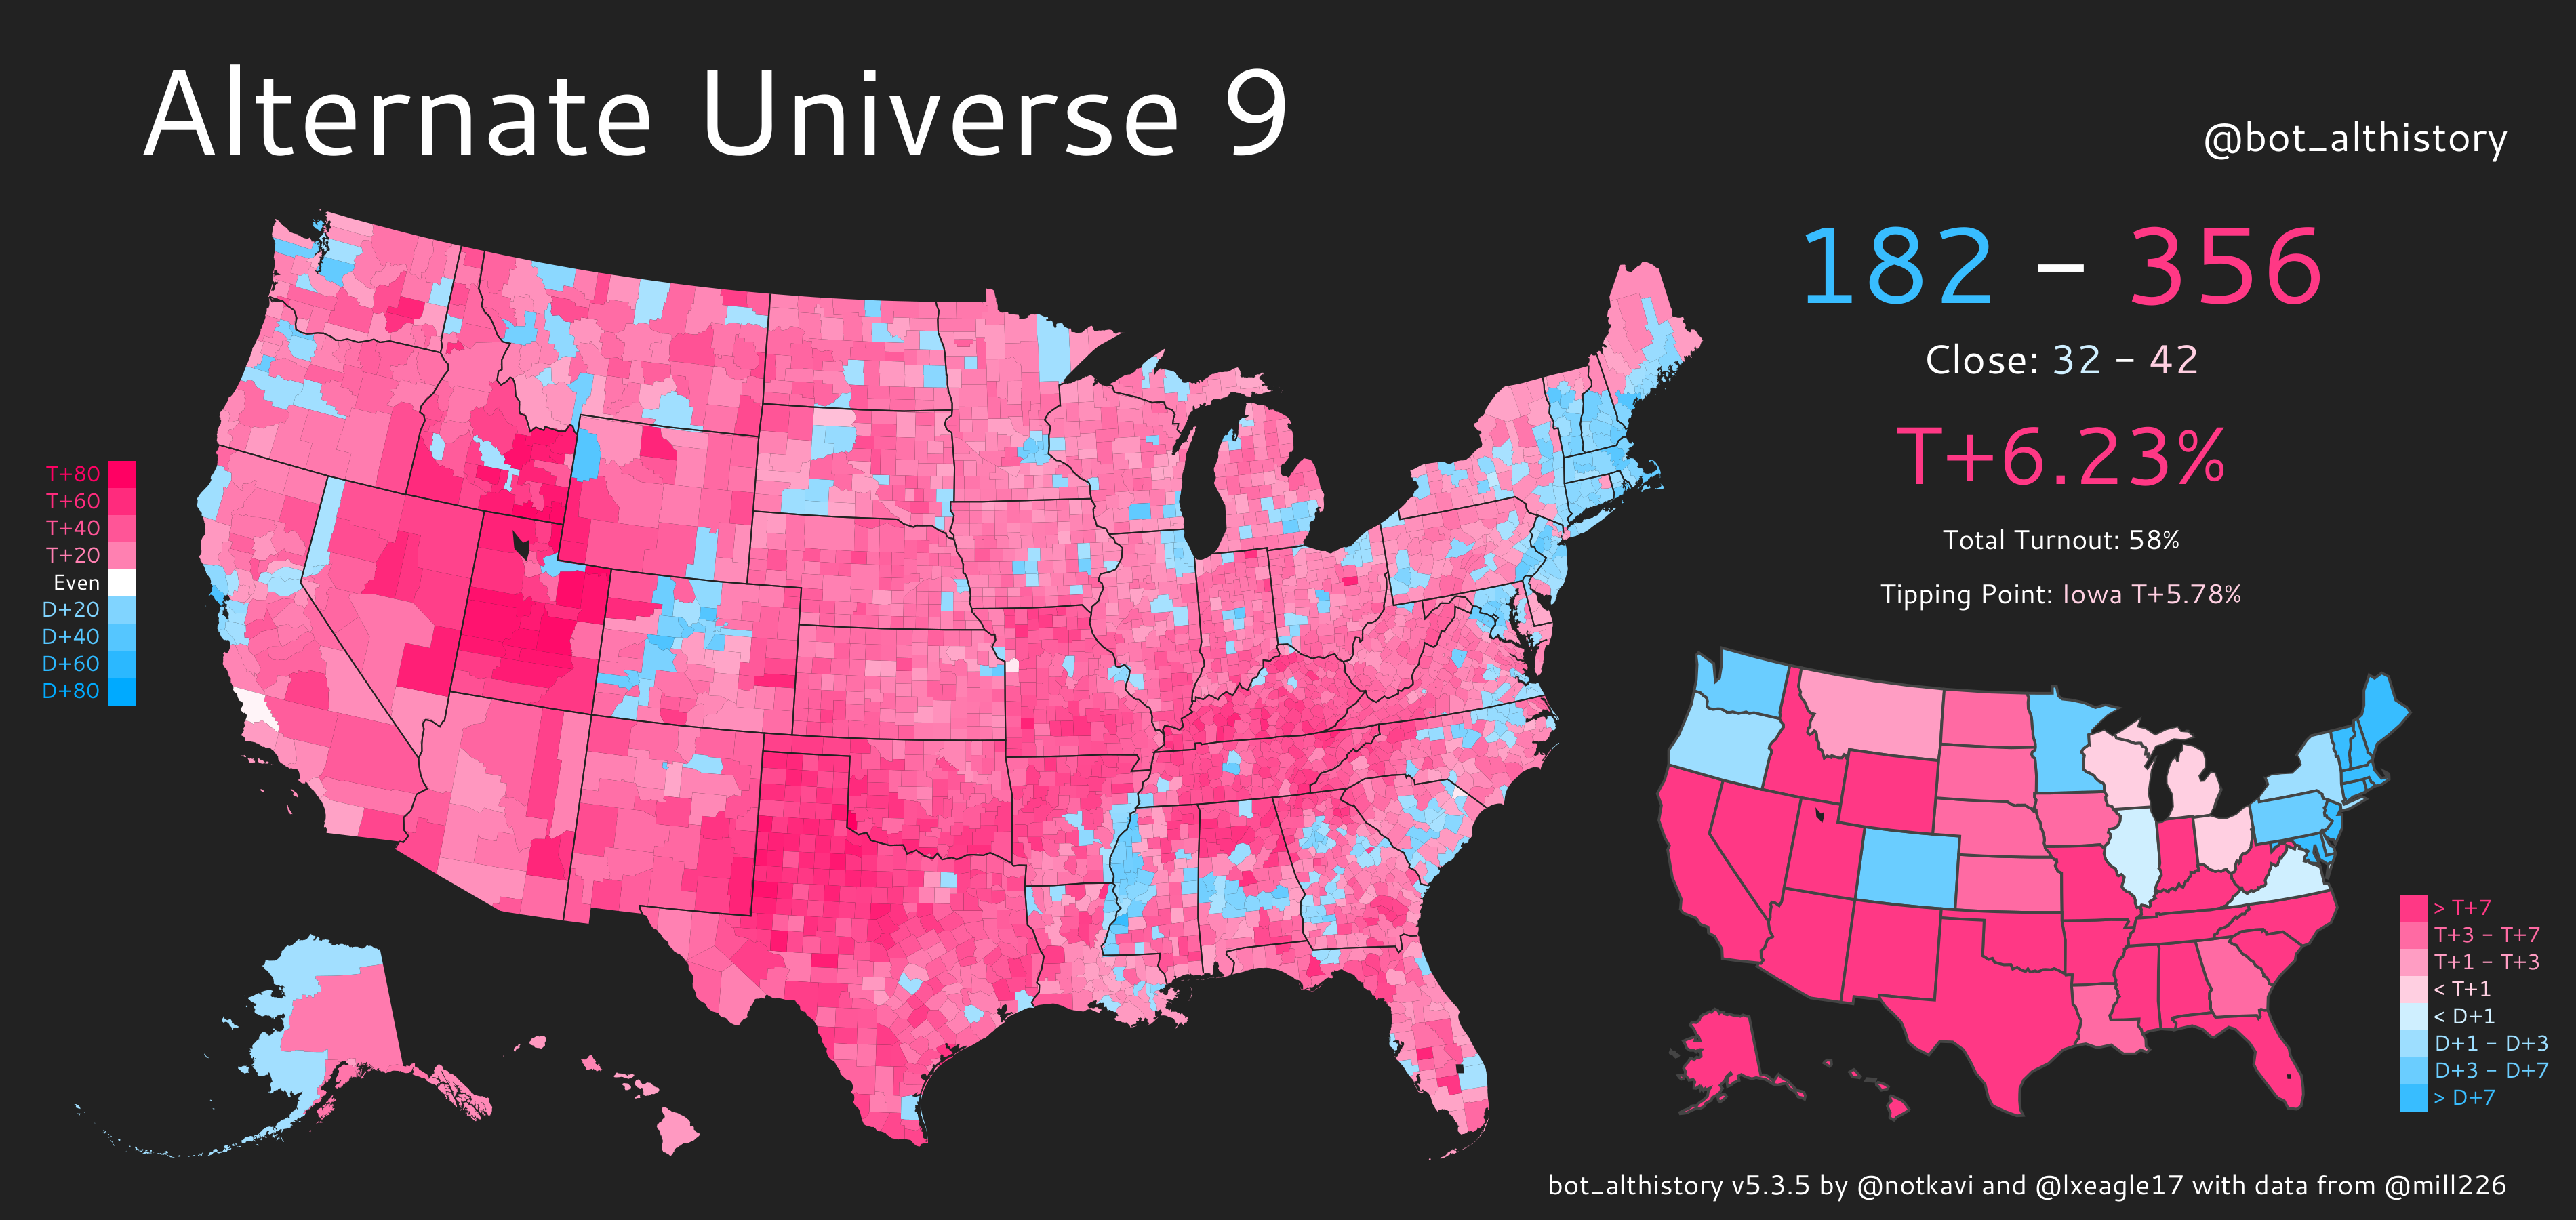 Alternate Universe 9
@bot_althistory
182 – 356
Close: 32 – 42
T+6.23%
Total Turnout: 58%
Tipping Point: Iowa T+5.78%
T+80
T+60
T+40
T+20
Even
D+20
D+40
D+60
D+80
> T+7
T+3 – T+7
T+1 – T+3
< T+1
< D+1
D+1 – D+3
D+3 – D+7
> D+7
bot_althistory v5.3.5 by @notkavi and @lxeagle17 with data from @mill226